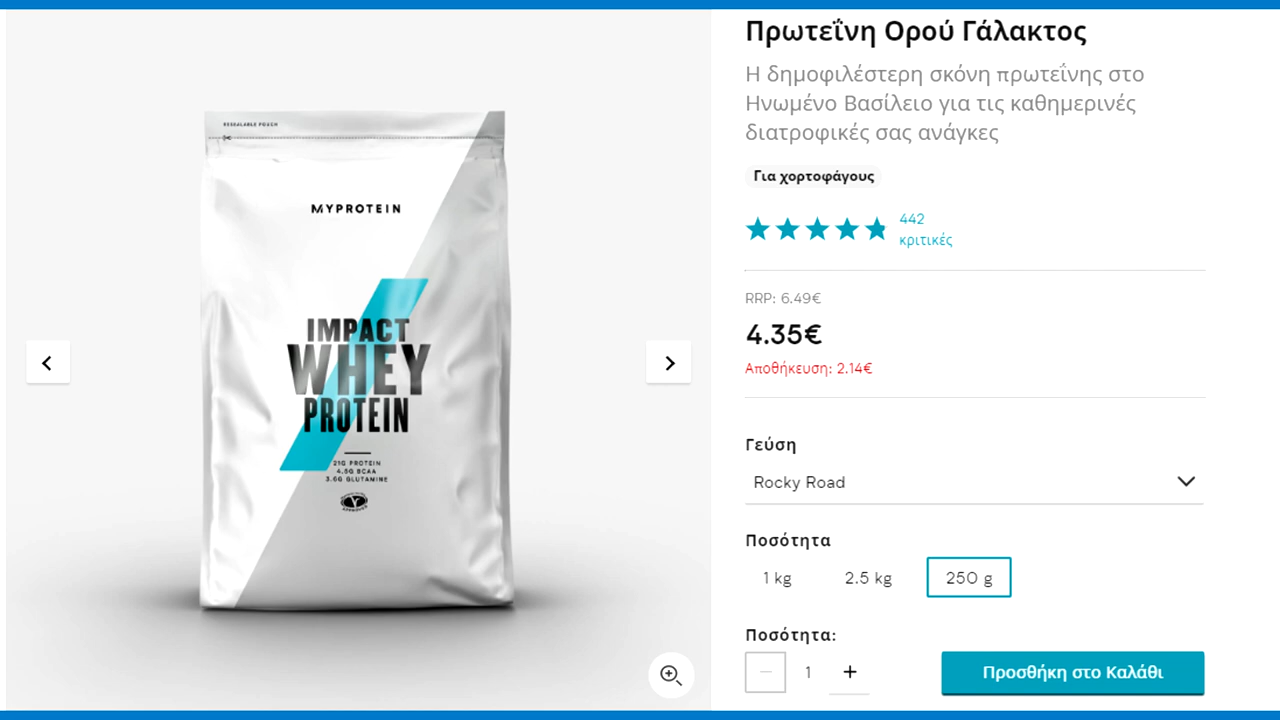 RESEALABLE POUCH
MYPROTEIN
IMPACT
WHEY
PROTEIN
21G PROTEIN
4.5G BCAA
3.6G GLUTAMINE
V
APPROVED
Πρωτεΐνη Ορού Γάλακτος
Η δημοφιλέστερη σκόνη πρωτεΐνης στο
Ηνωμένο Βασίλειο για τις καθημερινές
διατροφικές σας ανάγκες
Για χορτοφάγους
442
κριτικές
RRP: 6.49€
4.35€
Αποθήκευση: 2.14€
Γεύση
Rocky Road
Ποσότητα
1 kg 2.5 kg 250 g
Ποσότητα:
1
Προσθήκη στο Καλάθι